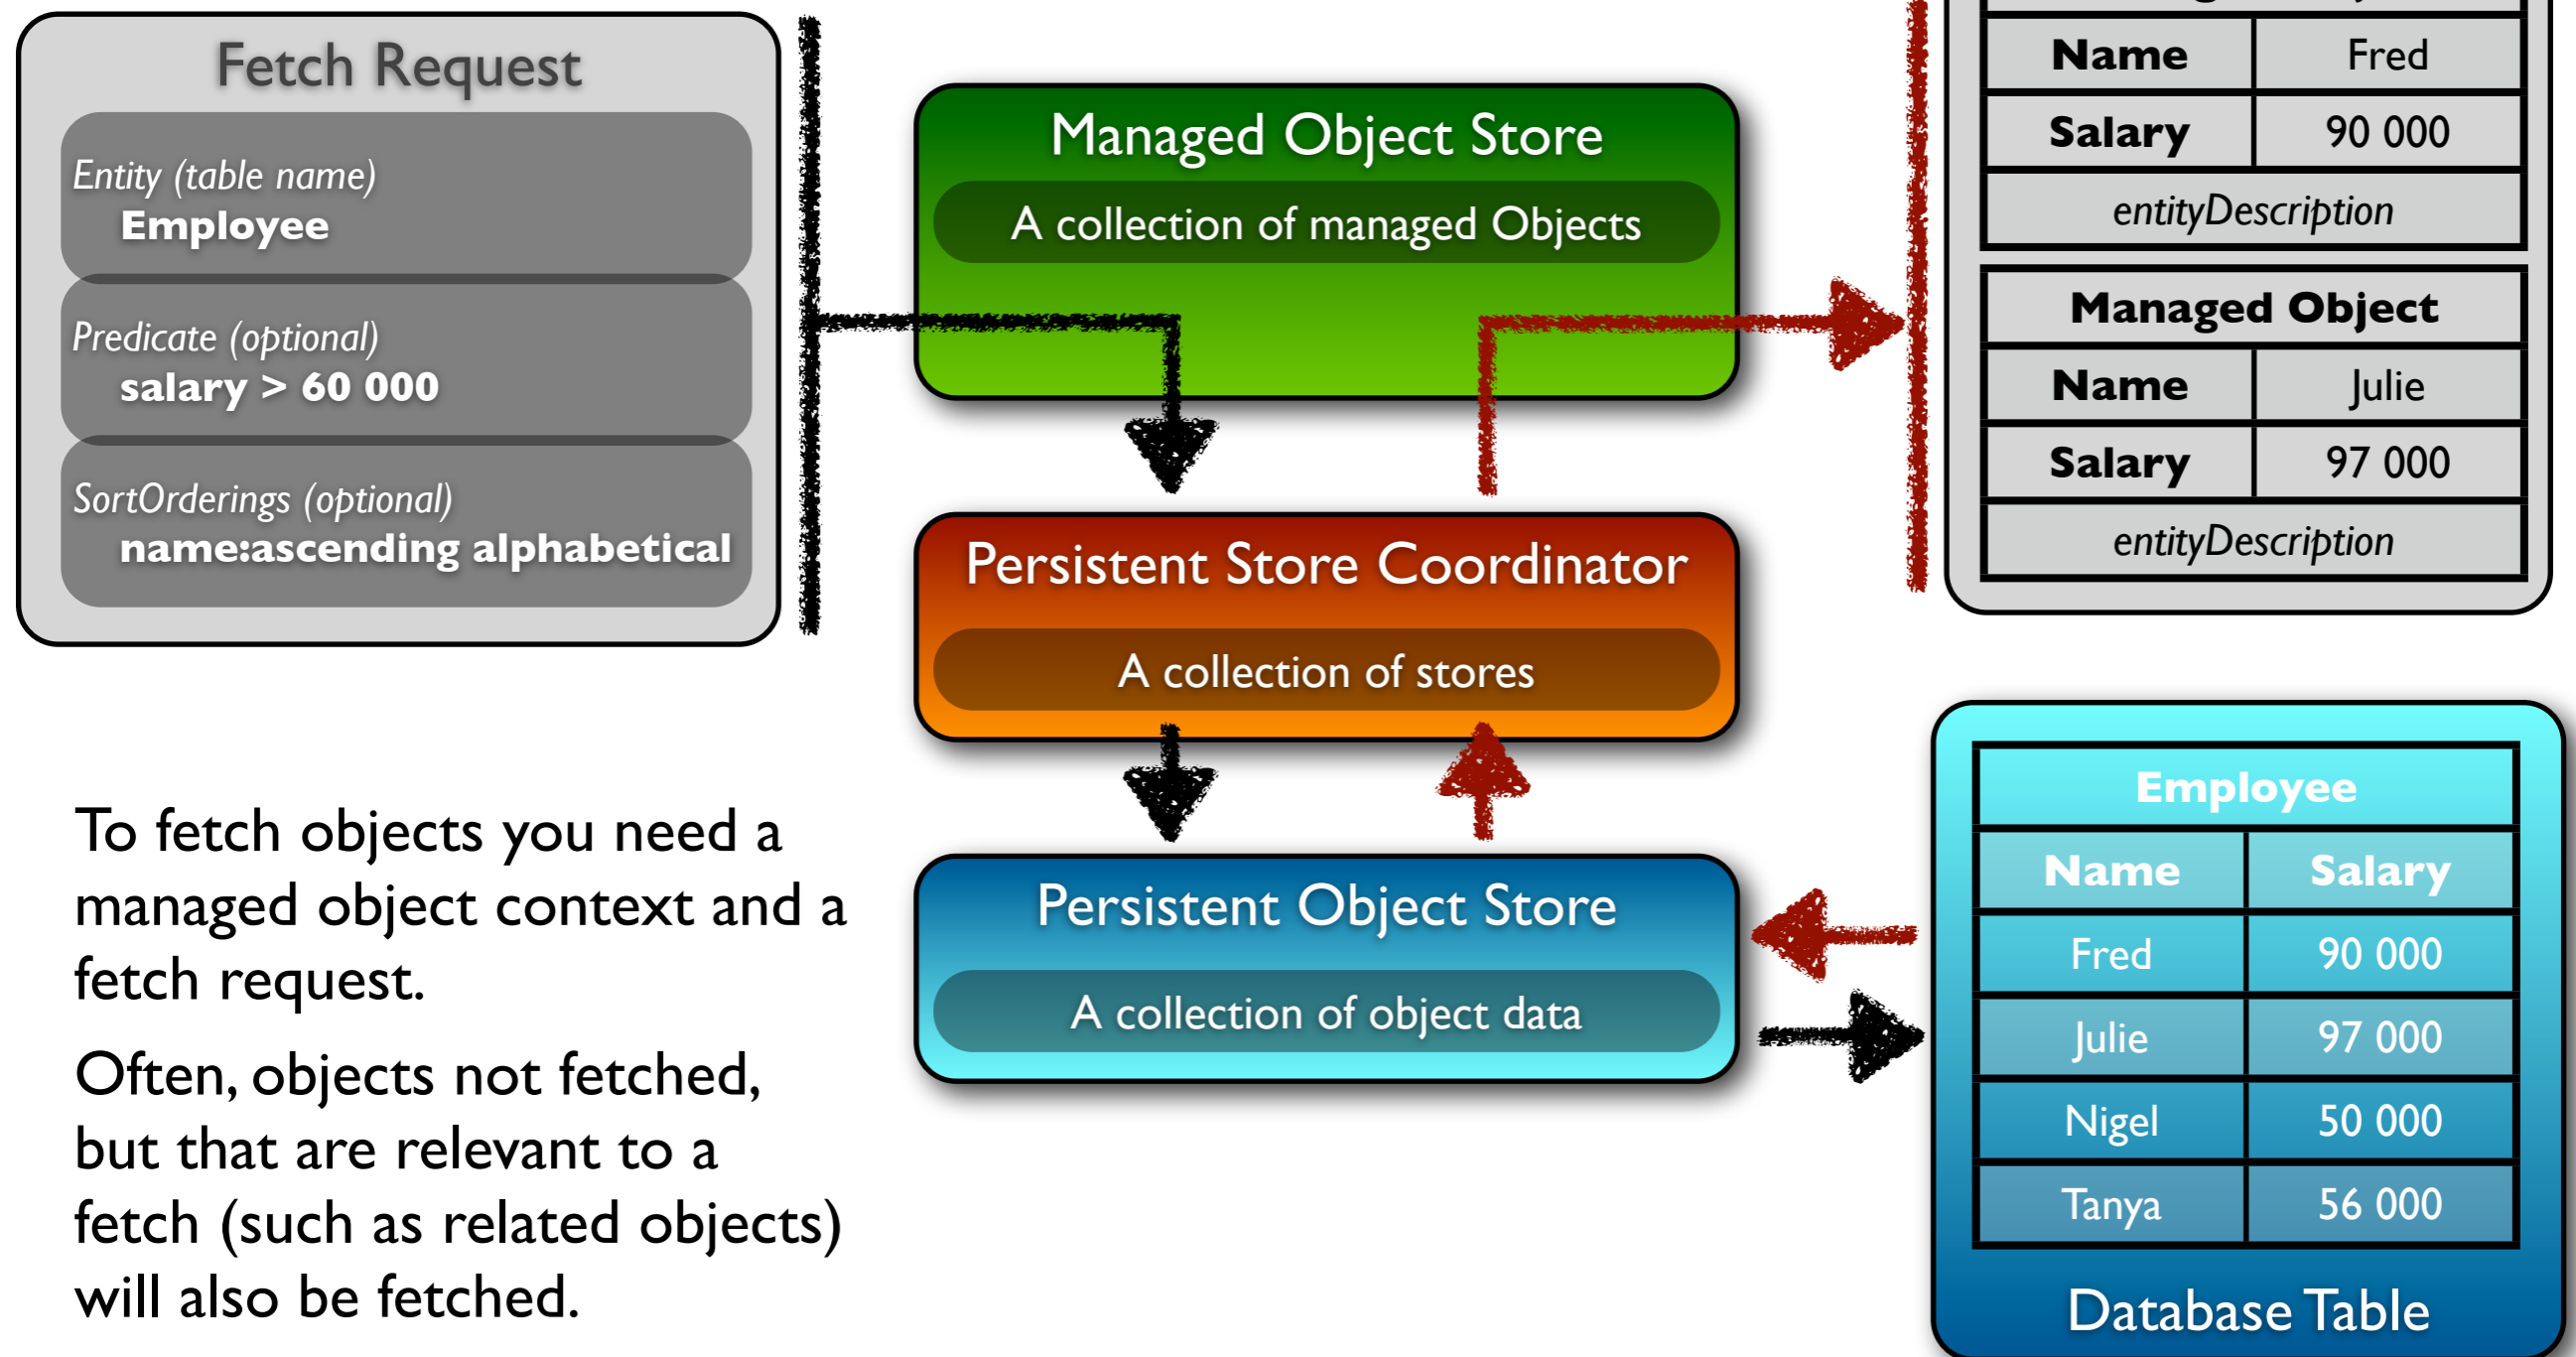 Fetch Request
Entity (table name)
Employee
Predicate (optional)
salary > 60 000
SortOrderings (optional)
name:ascending alphabetical
To fetch objects you need a
managed object context and a
fetch request.
Often, objects not fetched,
but that are relevant to a
fetch (such as related objects)
will also be fetched.
Managed Object Store
A collection of managed Objects
Persistent Store Coordinator
A collection of stores
Persistent Object Store
A collection of object data
Name Fred
Salary 90 000
entityDescription
Managed Object
Name Julie
Salary 97 000
entityDescription
Employee
Name Salary
Fred 90 000
Julie 97 000
Nigel 50 000
Tanya 56 000
Database Table